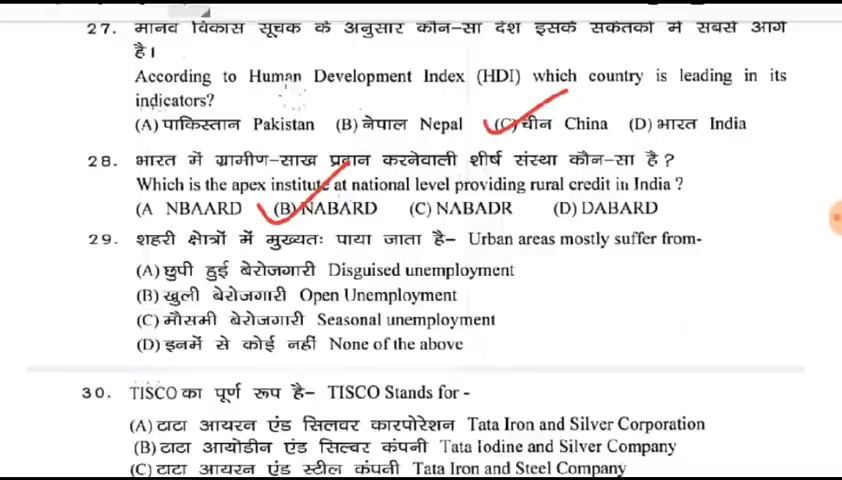 27. मानव विकास सूचक के अनुसार कौन-सा देश इसके संकेतकों में सबसे आगे
है।
According to Human Development Index (HDI) which country is leading in its
indicators?
(A) पाकिस्तान Pakistan (B) नेपाल Nepal (C) चीन China (D) भारत India
28. भारत में ग्रामीण-साख प्रदान करनेवाली शीर्ष संस्था कौन-सा है?
Which is the apex institute at national level providing rural credit in India ?
(A NBAARD (B) NABARD (C) NABADR (D) DABARD
29. शहरी क्षेात्रों में मुख्यतः पाया जाता है- Urban areas mostly suffer from-
(A) छुपी हुई बेरोजगारी Disguised unemployment
(B) खुली बेरोजगारी Open Unemployment
(C) मौसमी बेरोजगारी Seasonal unemployment
(D) इनमें से कोई नहीं None of the above
30. TISCO का पूर्ण रूप है- TISCO Stands for -
(A) टाटा आयरन एंड सिलवर कारपोरेशन Tata Iron and Silver Corporation
(B) टाटा आयोडीन एंड सिल्वर कंपनी Tata Iodine and Silver Company
(C) टाटा आयरन एंड स्टील कंपनी Tata Iron and Steel Company